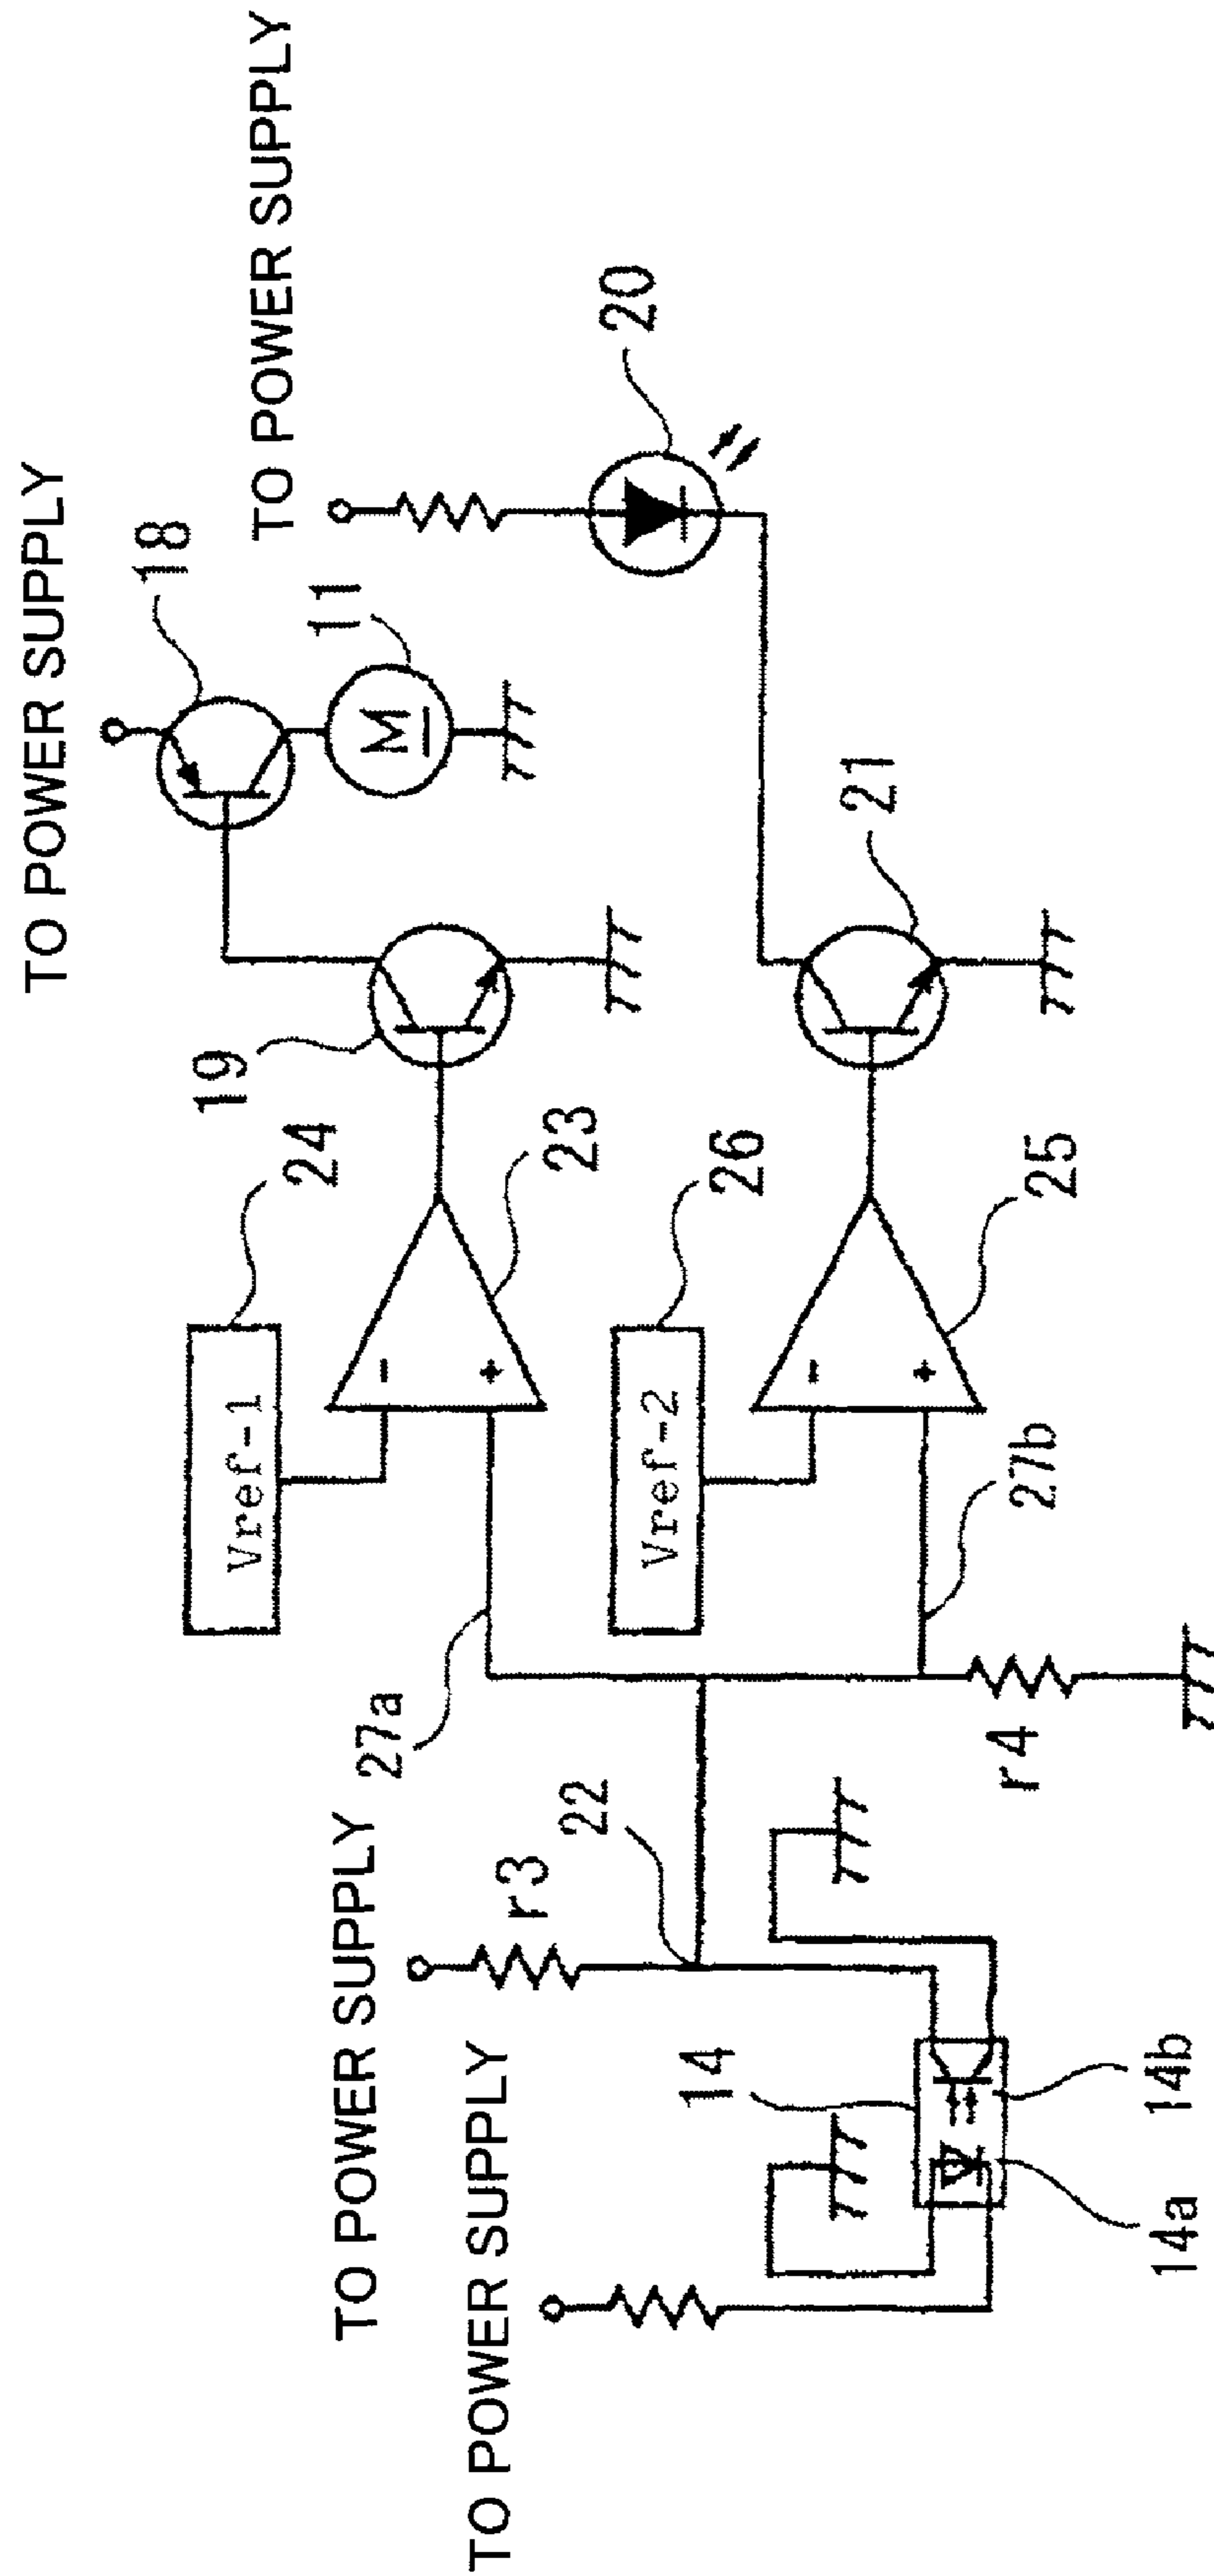 TO POWER SUPPLY
18
TO POWER SUPPLY
11
20
19
24
Vref-1
23
21
26
Vref-2
25
-
+
-
+
27a
27b
TO POWER SUPPLY
r3
22
r4
TO POWER SUPPLY
14
14a
14b
M